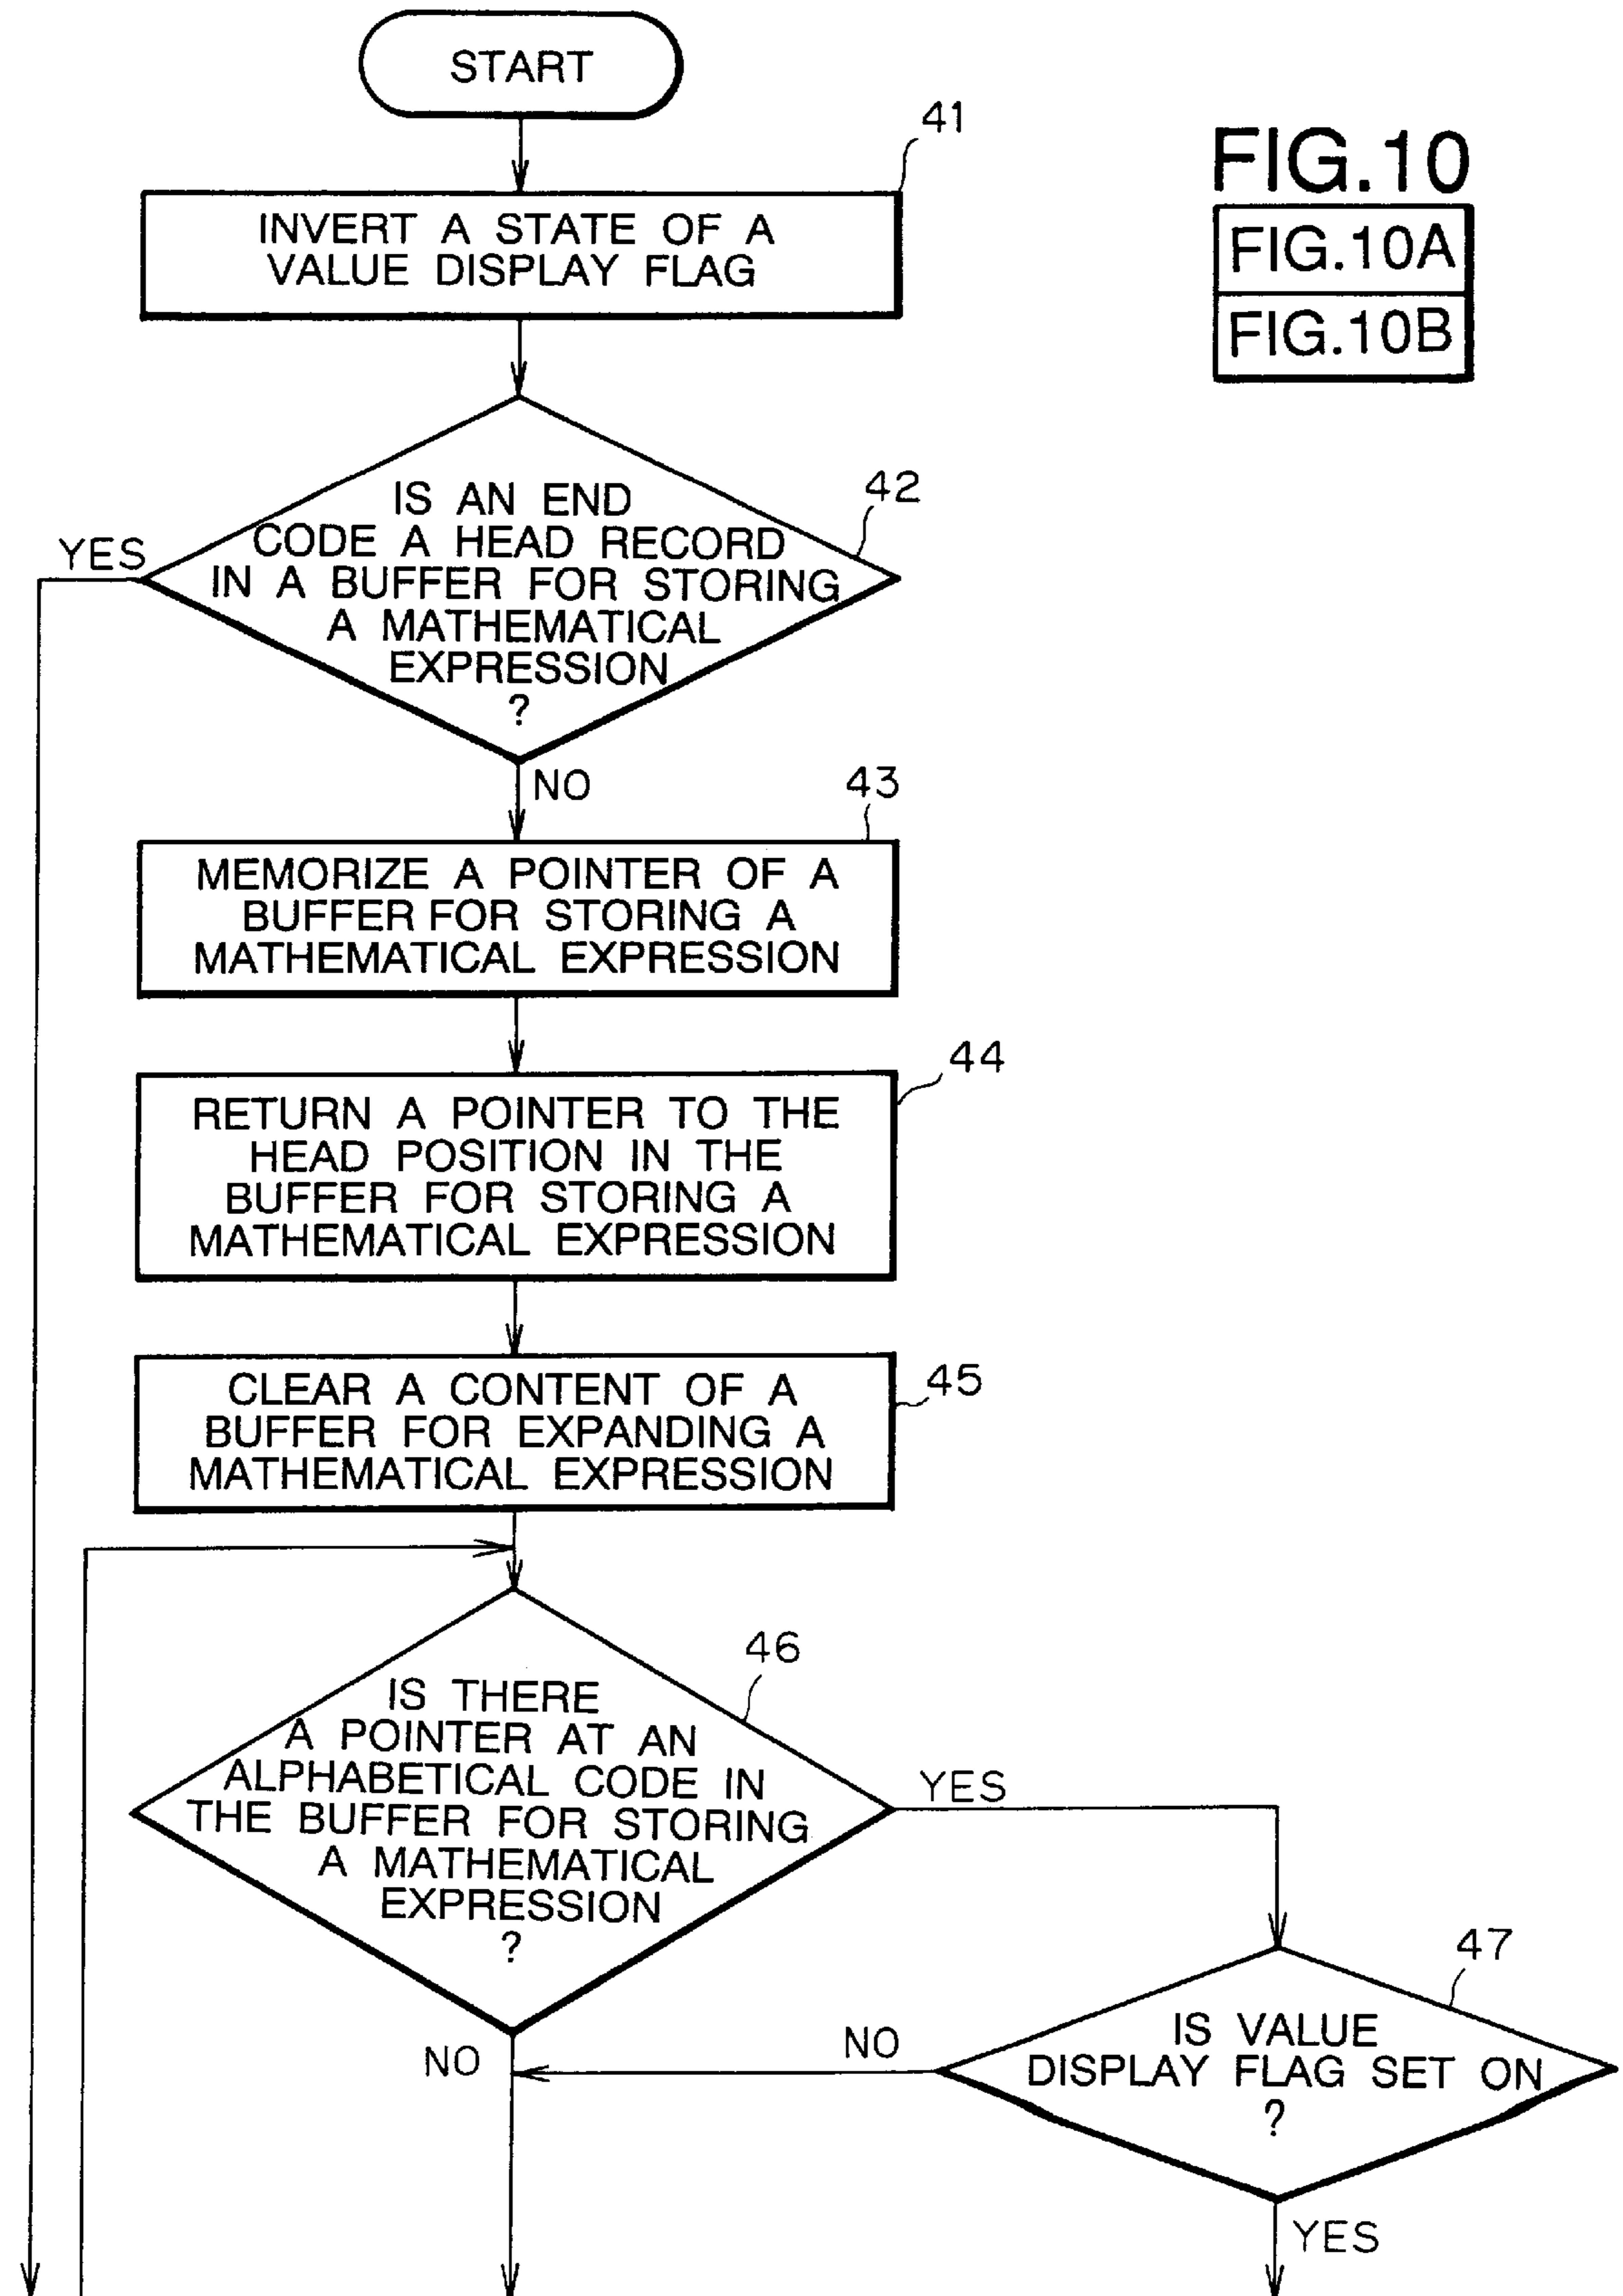 START
41
FIG.10
FIG.10A
FIG.10B
INVERT A STATE OF A
VALUE DISPLAY FLAG
42
IS AN END
CODE A HEAD RECORD
IN A BUFFER FOR STORING
A MATHEMATICAL
EXPRESSION
?
YES
NO
43
MEMORIZE A POINTER OF A
BUFFER FOR STORING A
MATHEMATICAL EXPRESSION
44
RETURN A POINTER TO THE
HEAD POSITION IN THE
BUFFER FOR STORING A
MATHEMATICAL EXPRESSION
45
CLEAR A CONTENT OF A
BUFFER FOR EXPANDING A
MATHEMATICAL EXPRESSION
46
IS THERE
A POINTER AT AN
ALPHABETICAL CODE IN
THE BUFFER FOR STORING
A MATHEMATICAL
EXPRESSION
?
YES
NO
47
IS VALUE
DISPLAY FLAG SET ON
?
NO
YES